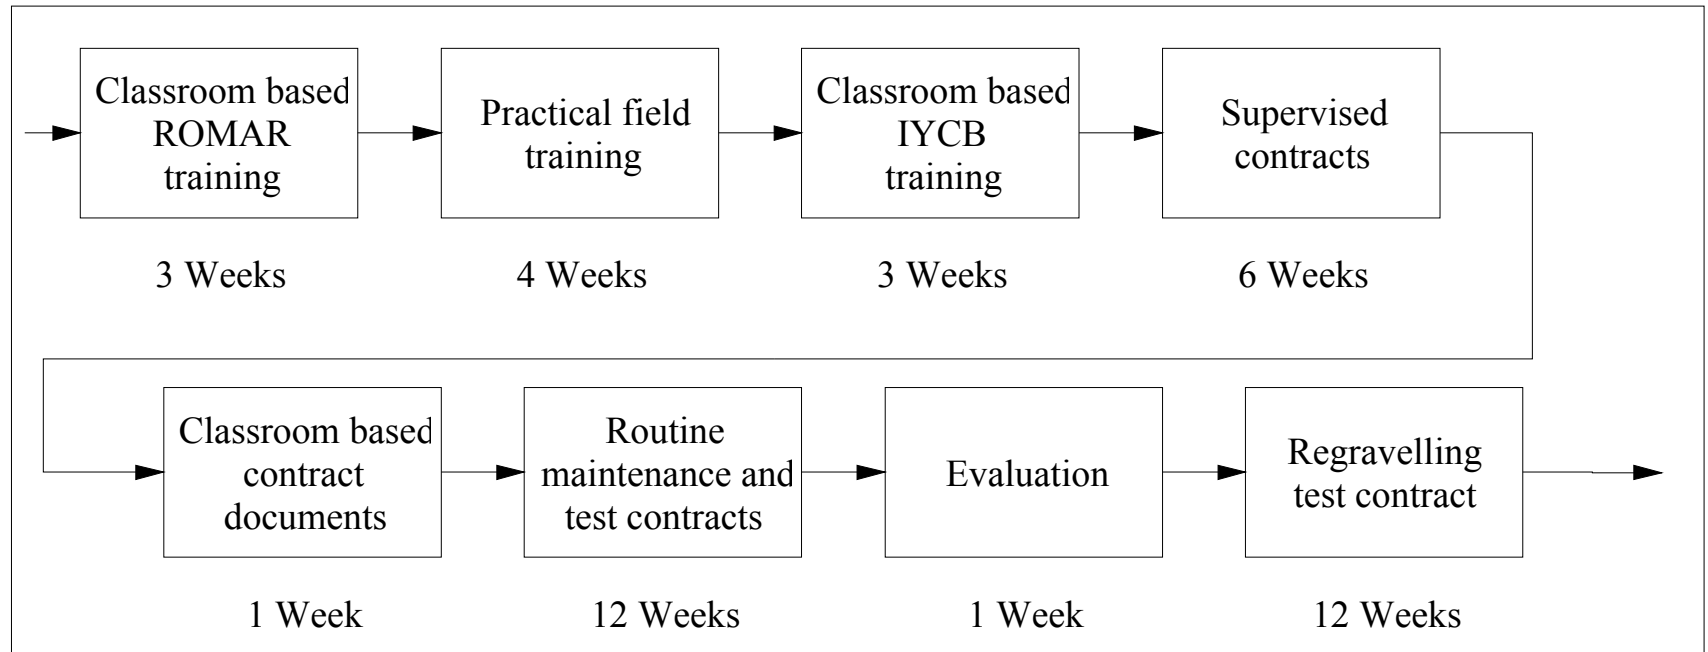 Classroom based
ROMAR
training
3 Weeks
Practical field
training
4 Weeks
Classroom based
IYCB
training
3 Weeks
Supervised
contracts
6 Weeks
Classroom based
contract
documents
1 Week
Routine
maintenance and
test contracts
12 Weeks
Evaluation
1 Week
Regravelling
test contract
12 Weeks